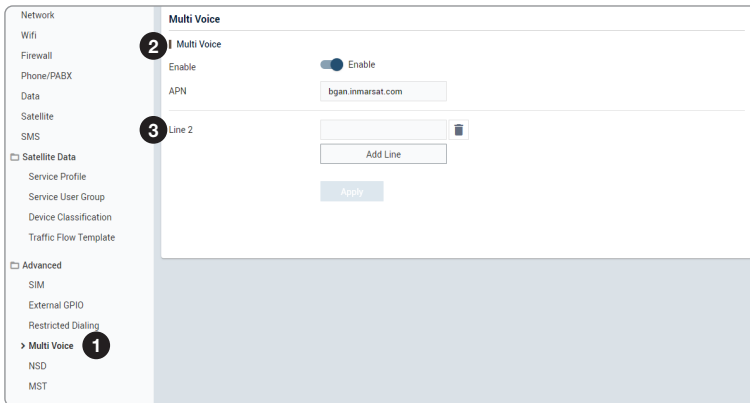 Network
Wifi
Firewall
Phone/PABX
Data
Satellite
SMS
Satellite Data
Service Profile
Service User Group
Device Classification
Traffic Flow Template
Advanced
SIM
External GPIO
Restricted Dialing
> Multi Voice 1
NSD
MST
Multi Voice
2 Multi Voice
Enable Enable
APN bgan.inmarsat.com
3 Line 2
Add Line
Apply